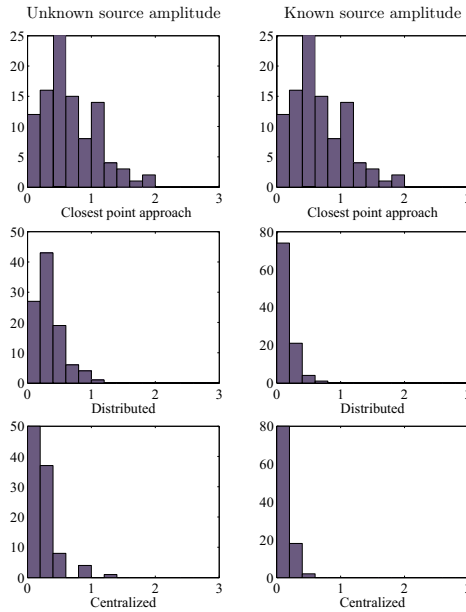 Unknown source amplitude Known source amplitude
25 25
20 20
15 15
10 10
5 5
0 0
0 1 2 3 0 1 2 3
Closest point approach Closest point approach
50 80
40 60
30 40
20 20
10
0 0
0 1 2 3 0 1 2 3
Distributed Distributed
50 80
40 60
30 40
20 20
10
0 0
0 1 2 3 0 1 2 3
Centralized Centralized